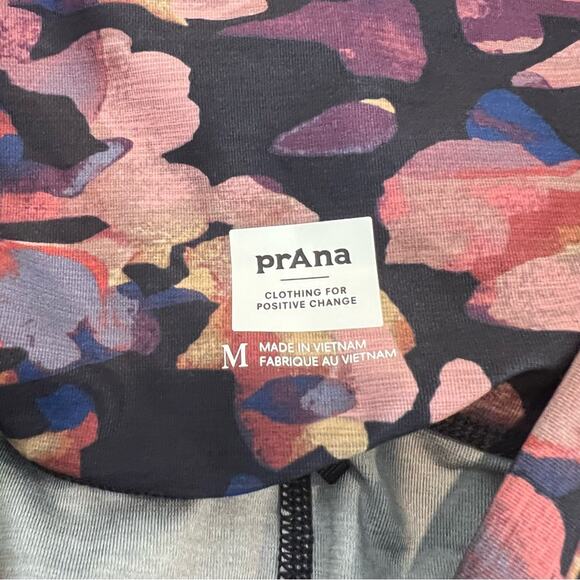 prAna
CLOTHING FOR
POSITIVE CHANGE
M
MADE IN VIETNAM
FABRIQUE AU VIETNAM